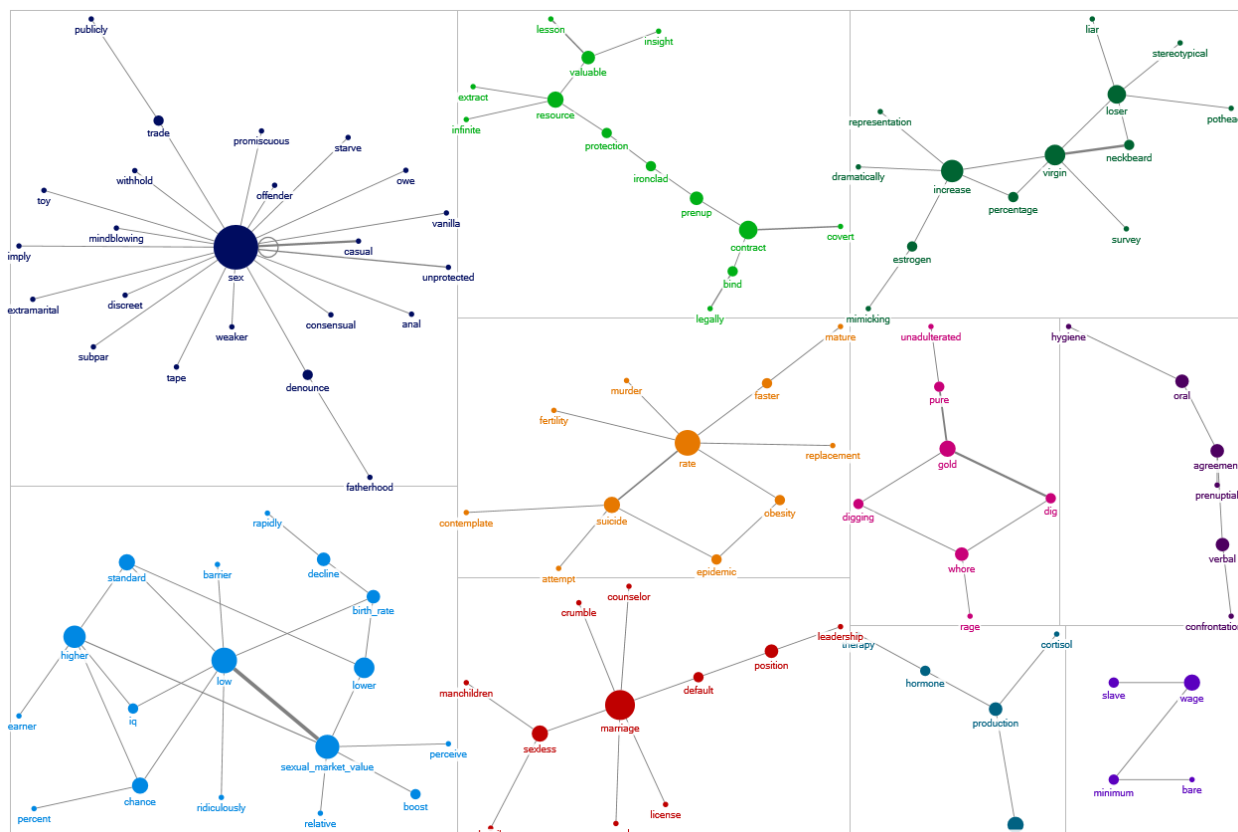 publicly
trade
promiscuous
starve
withhold
offender
owe
toy
vanilla
mindblowing
casual
imply
sex
unprotected
extramarital
discreet
consensual
anal
weaker
subpar
tape
denounce
fatherhood
lesson
insight
valuable
extract
resource
infinite
protection
ironclad
prenup
contract
covert
bind
legally
liar
stereotypical
loser
pothead
representation
neckbeard
dramatically
increase
virgin
percentage
survey
estrogen
mimicking
mature
murder
faster
fertility
rate
replacement
contemplate
suicide
obesity
attempt
epidemic
unadulterated
pure
gold
digging
dig
whore
rage
hygiene
oral
agreement
prenuptial
verbal
confrontation
rapidly
standard
barrier
decline
birth_rate
higher
low
lower
earner
iq
sexual_market_value
perceive
chance
ridiculously
boost
percent
relative
counselor
crumble
leadership
position
manchildren
default
marriage
sexless
license
therapy
cortisol
hormone
production
slave
wage
minimum
bare